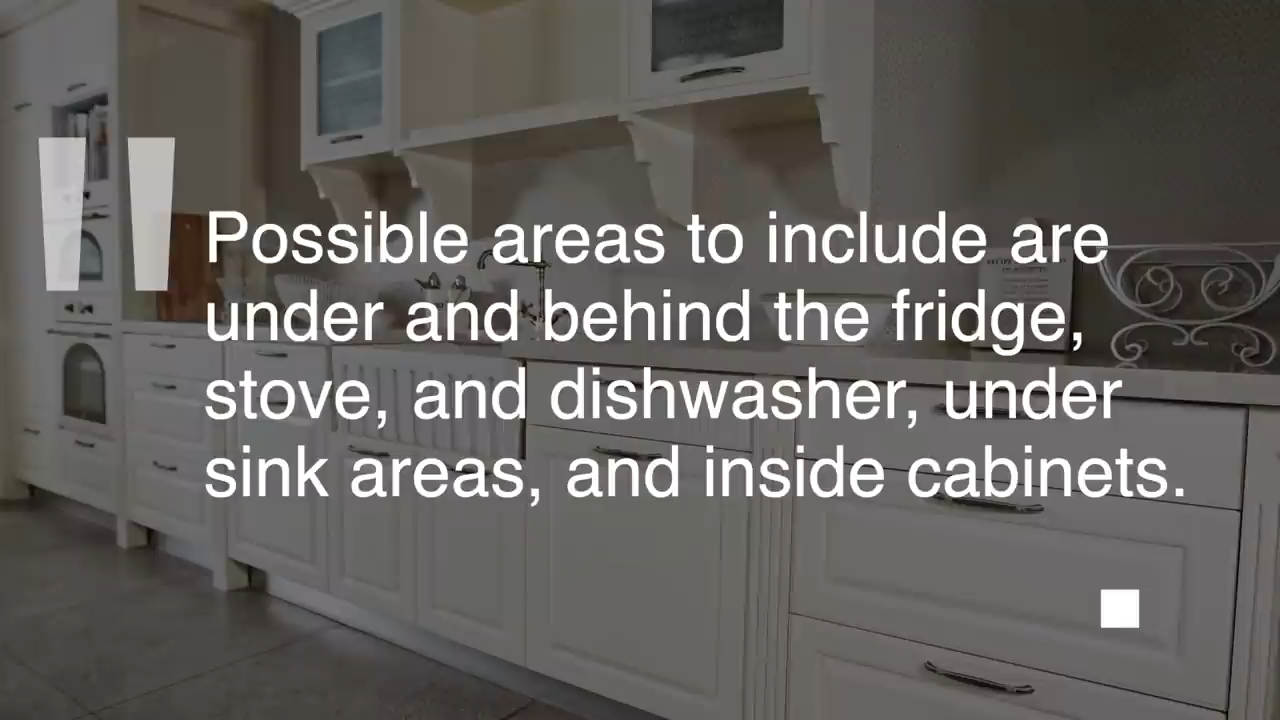 "
Possible areas to include are
under and behind the fridge,
stove, and dishwasher, under
sink areas, and inside cabinets.